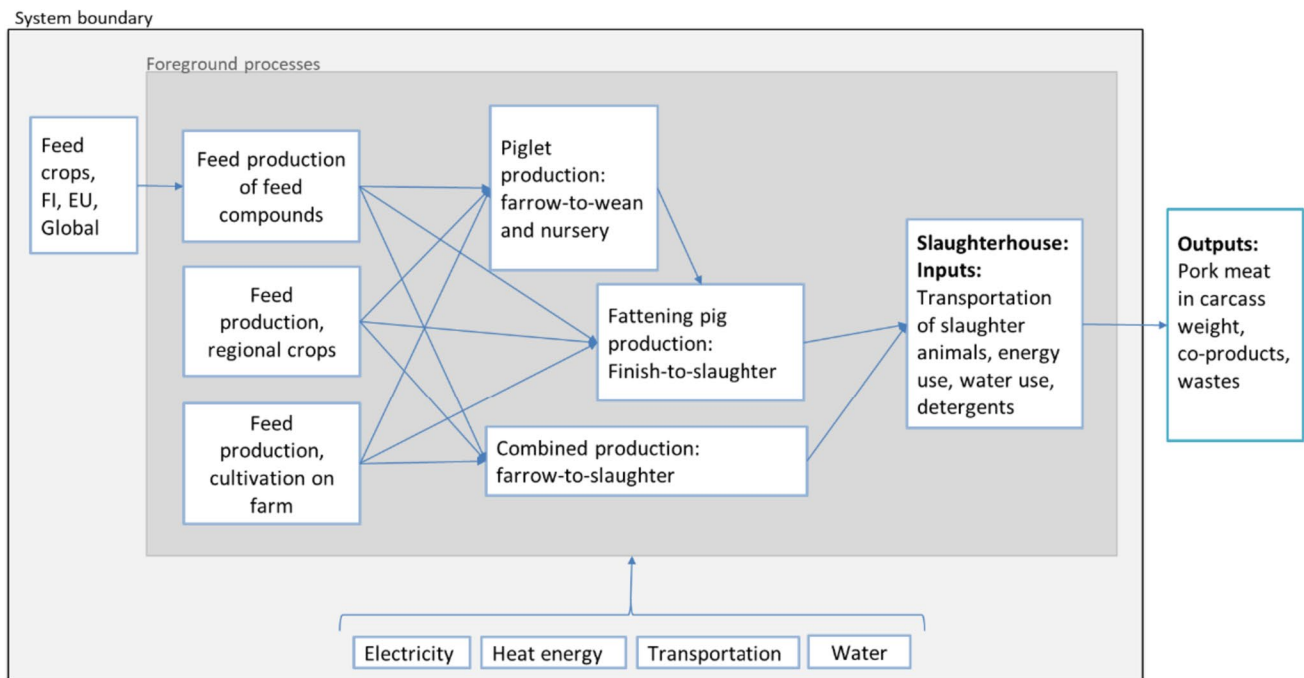 System boundary
Foreground processes
Feed
crops,
FI, EU,
Global
Feed production
of feed
compounds
Feed
production,
regional crops
Feed
production,
cultivation on
farm
Piglet
production:
farrow-to-wean
and nursery
Fattening pig
production:
Finish-to-slaughter
Combined production:
farrow-to-slaughter
Slaughterhouse:
Inputs:
Transportation
of slaughter
animals, energy
use, water use,
detergents
Outputs:
Pork meat
in carcass
weight,
co-products,
wastes
Electricity
Heat energy
Transportation
Water